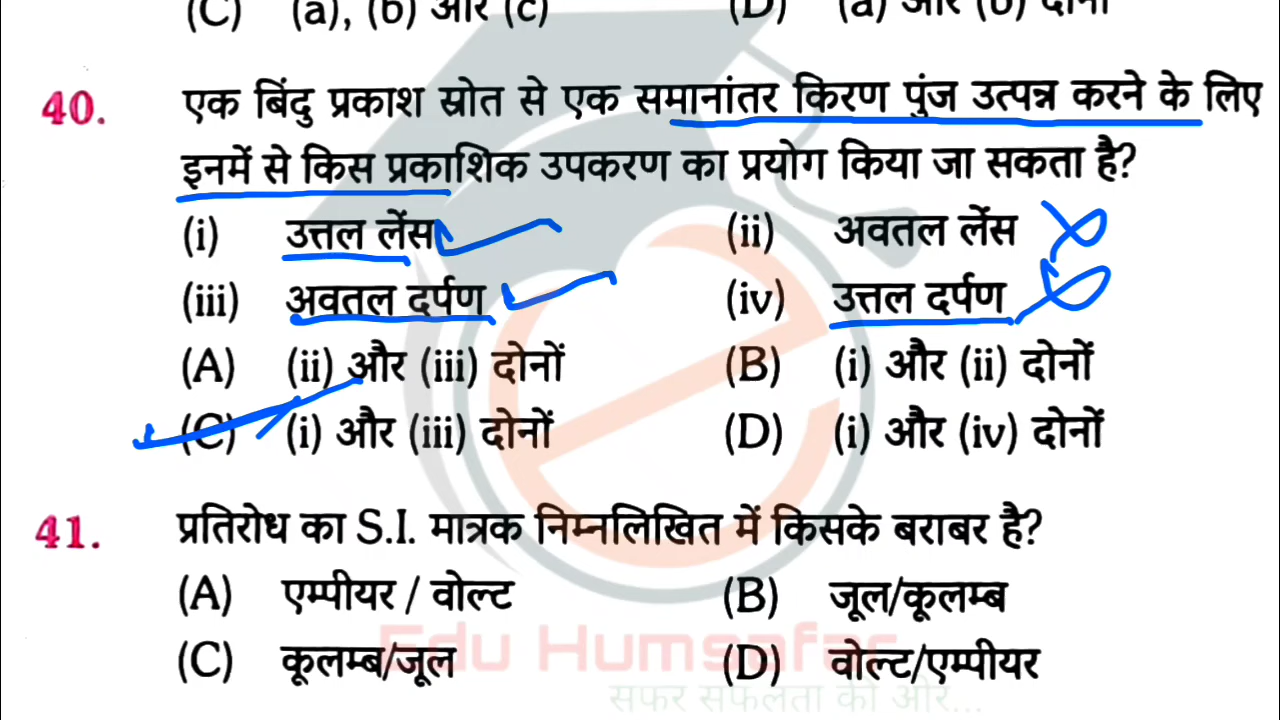 (C) (a), (b) और (c) (D) (a) और (b) दोनों
40. एक बिंदु प्रकाश स्रोत से एक समानांतर किरण पुंज उत्पन्न करने के लिए
इनमें से किस प्रकाशिक उपकरण का प्रयोग किया जा सकता है?
(i) उत्तल लेंस (ii) अवतल लेंस
(iii) अवतल दर्पण (iv) उत्तल दर्पण
(A) (ii) और (iii) दोनों (B) (i) और (ii) दोनों
(C) (i) और (iii) दोनों (D) (i) और (iv) दोनों
41. प्रतिरोध का S.I. मात्रक निम्नलिखित में किसके बराबर है?
(A) एम्पीयर / वोल्ट (B) जूल/कूलम्ब
Edu Humsafar
(C) कूलम्ब/जूल (D) वोल्ट/एम्पीयर
सफर सफलता की ओर...